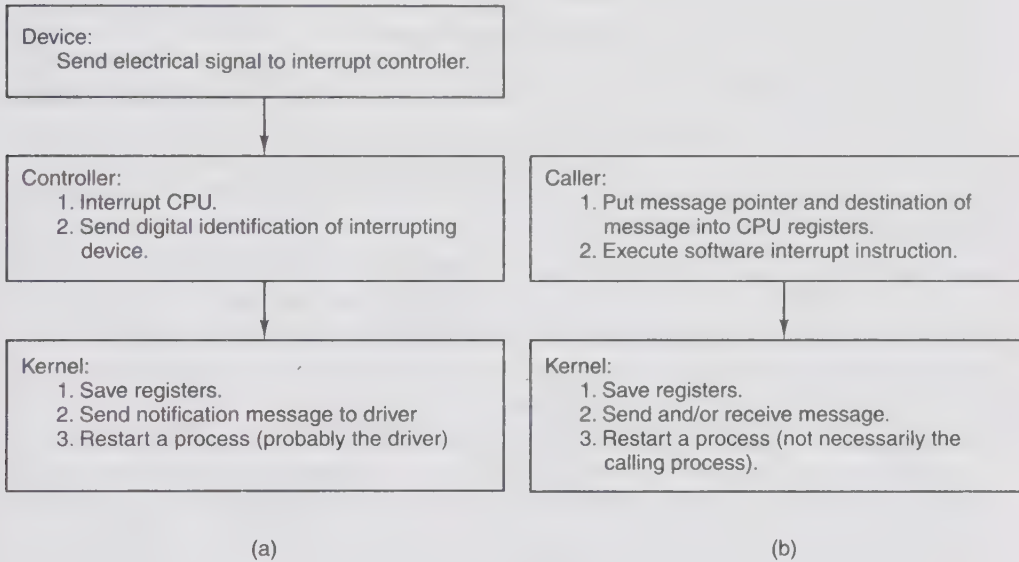 Device:
Send electrical signal to interrupt controller.
Controller:
1. Interrupt CPU.
2. Send digital identification of interrupting
device.
Kernel:
1. Save registers.
2. Send notification message to driver
3. Restart a process (probably the driver)
(a)
Caller:
1. Put message pointer and destination of
message into CPU registers.
2. Execute software interrupt instruction.
Kernel:
1. Save registers.
2. Send and/or receive message.
3. Restart a process (not necessarily the
calling process).
(b)